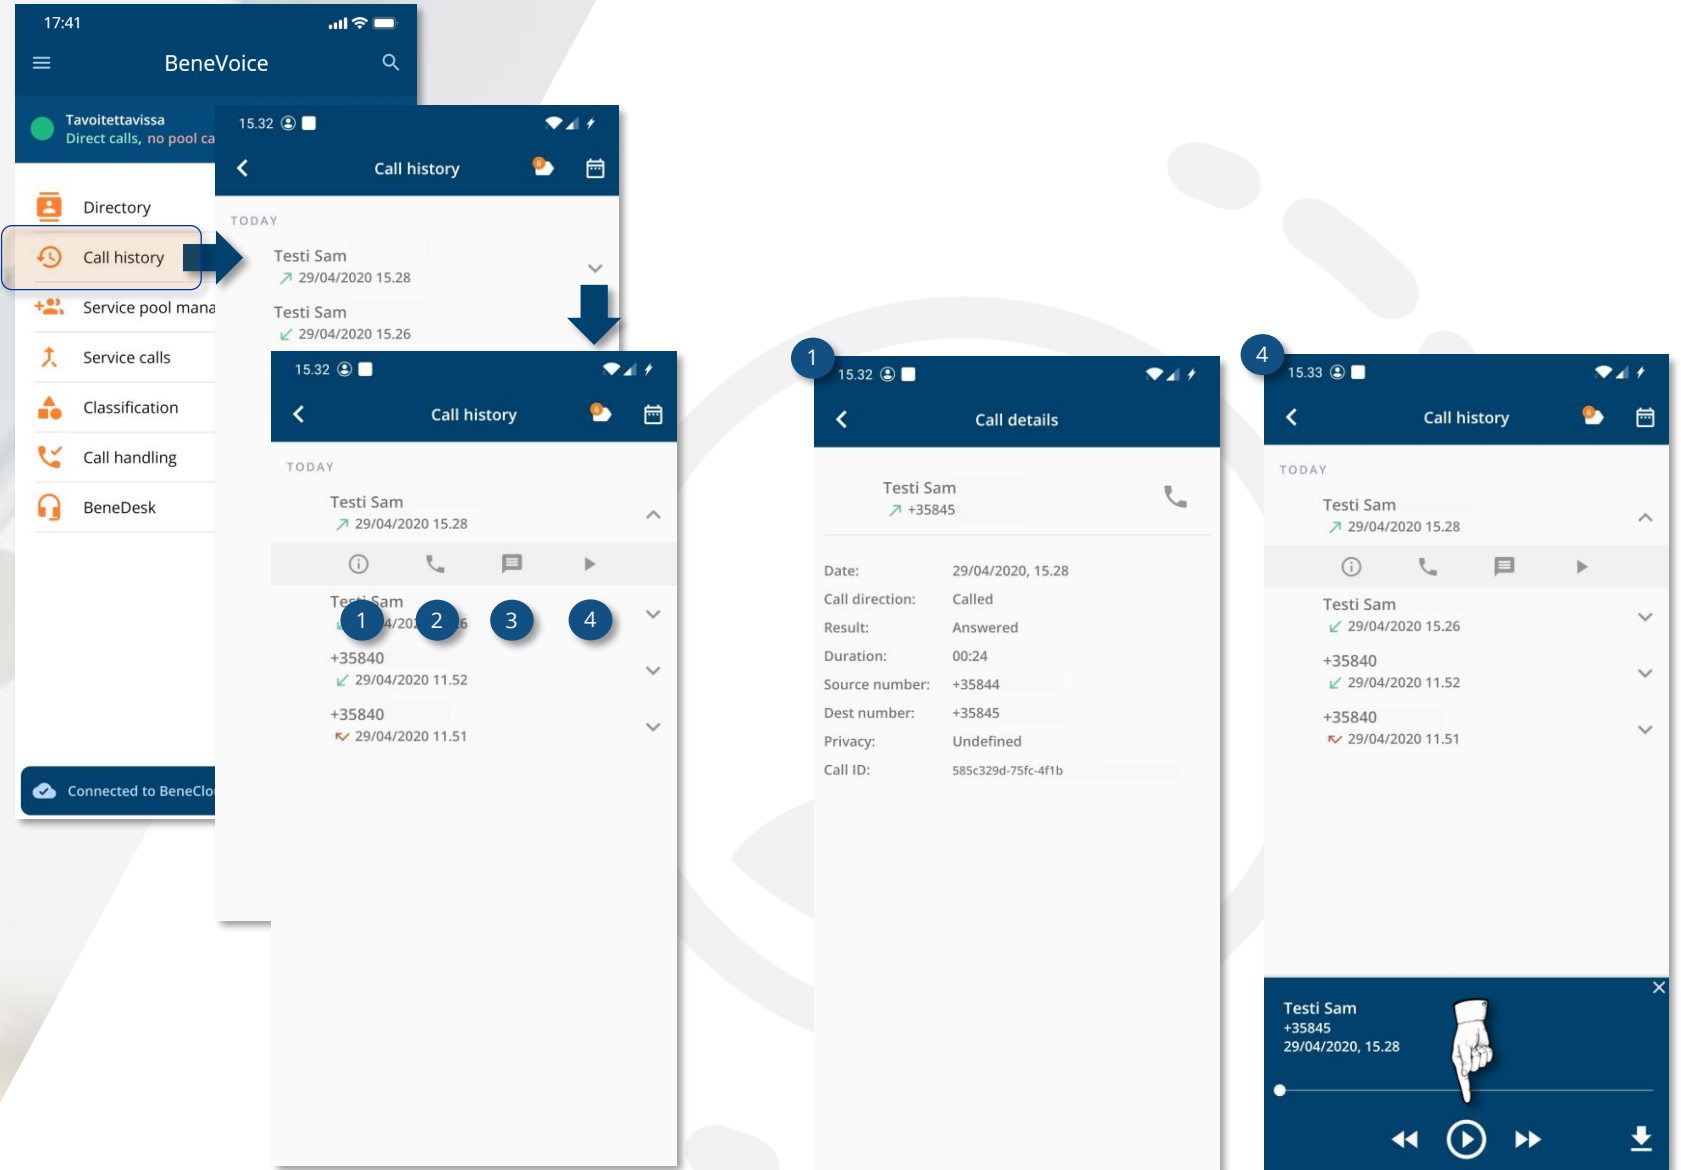 17:41
BeneVoice
Tavoitettavissa
Direct calls, no pool ca
Directory
Call history
Service pool mana
Service calls
Classification
Call handling
BeneDesk
Connected to BeneClo
15.32
Call history
6
TODAY
Testi Sam
29/04/2020 15.28
Testi Sam
29/04/2020 15.26
15.32
Call history
6
TODAY
Testi Sam
29/04/2020 15.28
Testi Sam
1
2
3
4
+35840
29/04/2020 11.52
+35840
29/04/2020 11.51
1
15.32
Call details
Testi Sam
+35845
Date: 29/04/2020, 15.28
Call direction: Called
Result: Answered
Duration: 00:24
Source number: +35844
Dest number: +35845
Privacy: Undefined
Call ID: 585c329d-75fc-4f1b
4
15.33
Call history
6
TODAY
Testi Sam
29/04/2020 15.28
Testi Sam
29/04/2020 15.26
+35840
29/04/2020 11.52
+35840
29/04/2020 11.51
Testi Sam
+35845
29/04/2020, 15.28